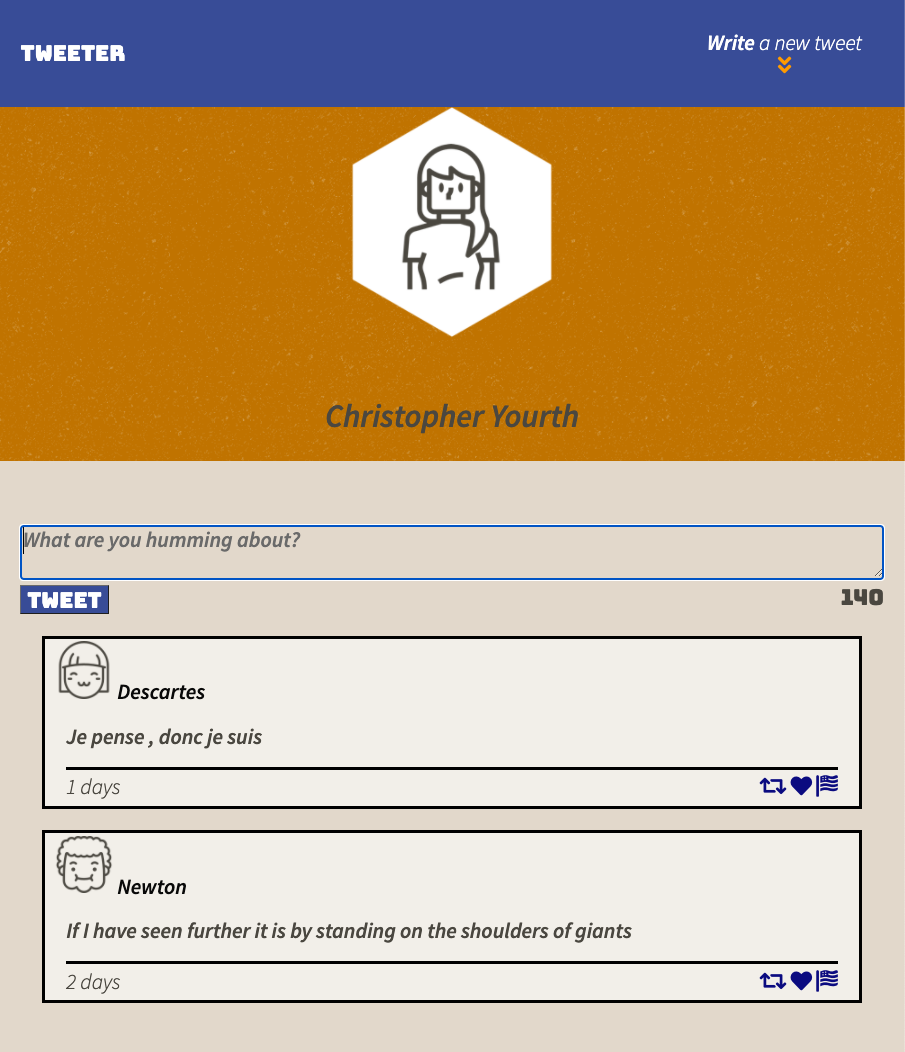 TWEETER
Write a new tweet
Christopher Yourth
What are you humming about?
TWEET
140
Descartes
Je pense , donc je suis
1 days
Newton
If I have seen further it is by standing on the shoulders of giants
2 days